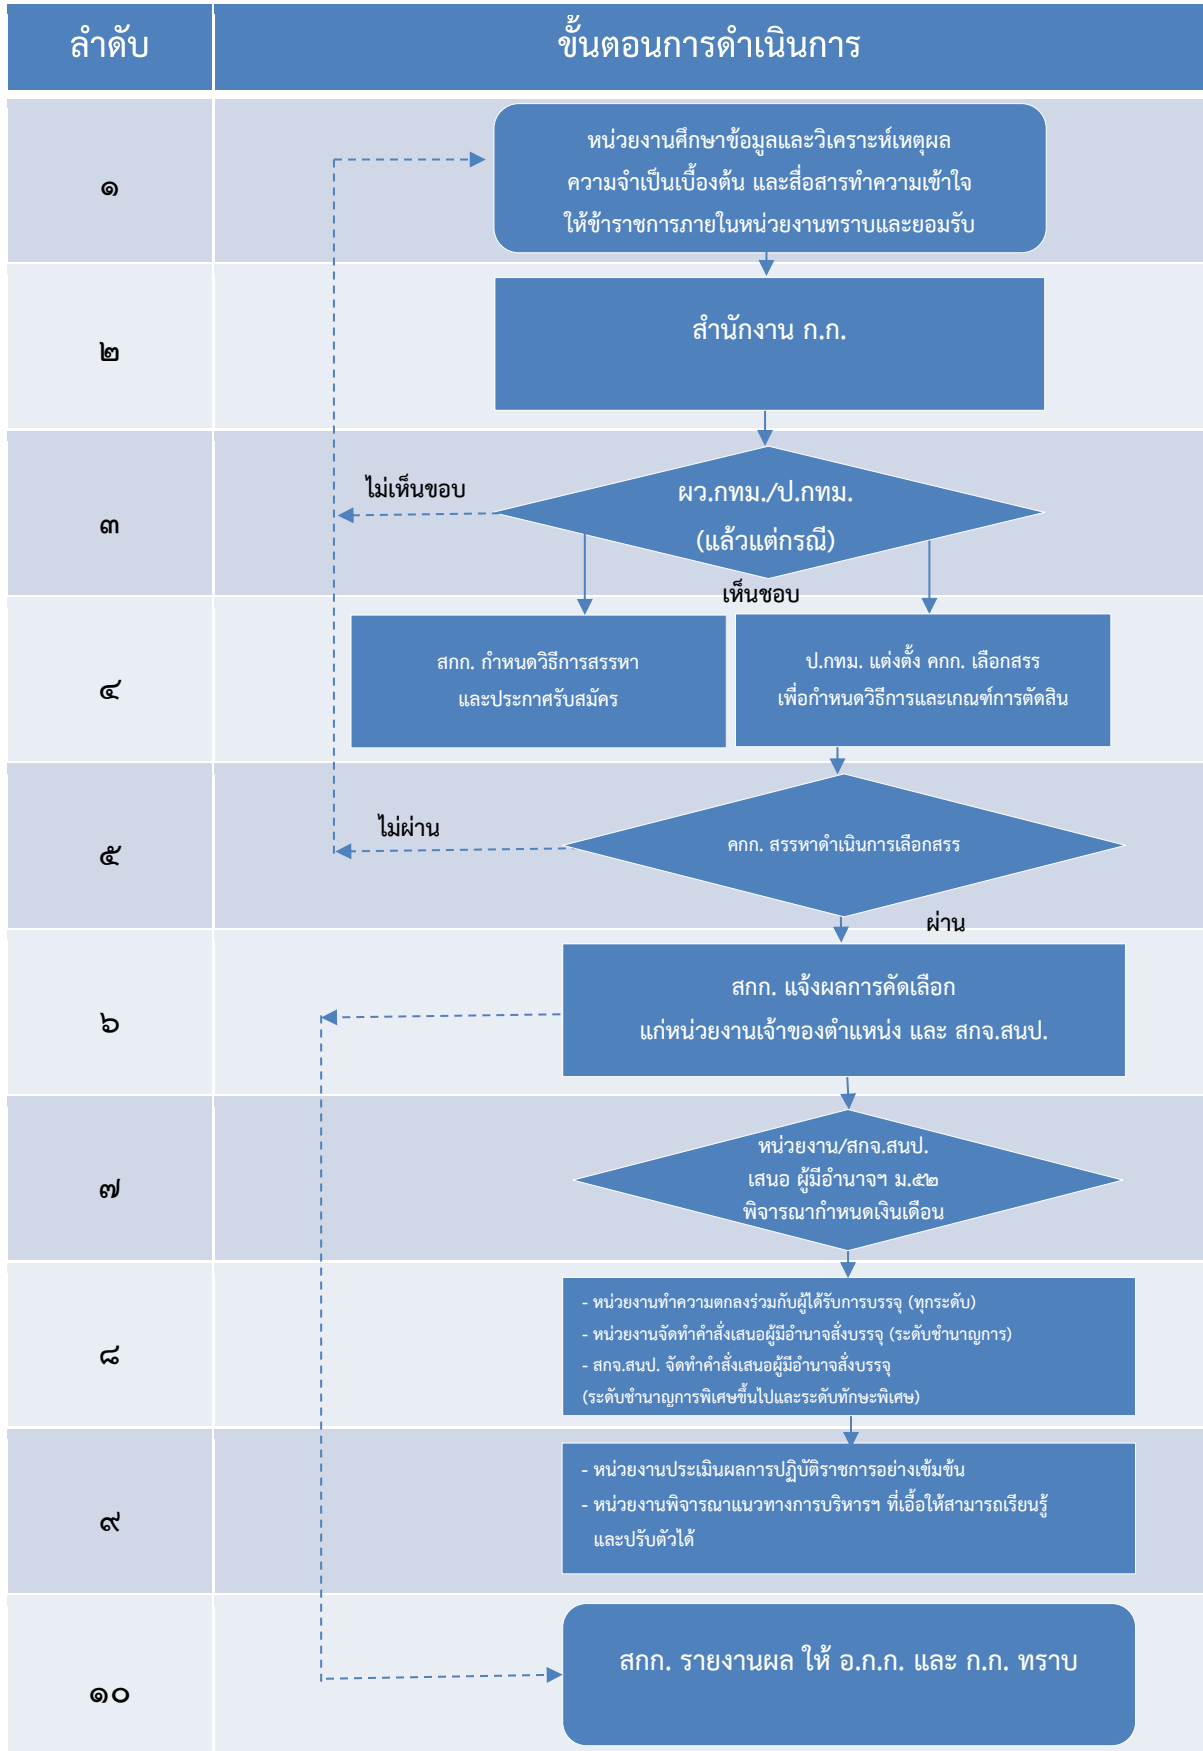 ลำดับ
ขั้นตอนการดำเนินการ
๑
หน่วยงานศึกษาข้อมูลและวิเคราะห์เหตุผล
ความจำเป็นเบื้องต้น และสื่อสารทำความเข้าใจ
ให้ข้าราชการภายในหน่วยงานทราบและยอมรับ
๒
สำนักงาน ก.ก.
๓
ไม่เห็นขอบ
ผว.กทม./ป.กทม.
(แล้วแต่กรณี)
เห็นชอบ
๔
สกก. กำหนดวิธีการสรรหา
และประกาศรับสมัคร
ป.กทม. แต่งตั้ง คกก. เลือกสรร
เพื่อกำหนดวิธีการและเกณฑ์การตัดสิน
๕
ไม่ผ่าน
คกก. สรรหาดำเนินการเลือกสรร
ผ่าน
๖
สกก. แจ้งผลการคัดเลือก
แก่หน่วยงานเจ้าของตำแหน่ง และ สกจ.สนป.
๗
หน่วยงาน/สกจ.สนป.
เสนอ ผู้มีอำนาจฯ ม.๕๒
พิจารณากำหนดเงินเดือน
๘
- หน่วยงานทำความตกลงร่วมกับผู้ได้รับการบรรจุ (ทุกระดับ)
- หน่วยงานจัดทำคำสั่งเสนอผู้มีอำนาจสั่งบรรจุ (ระดับชำนาญการ)
- สกจ.สนป. จัดทำคำสั่งเสนอผู้มีอำนาจสั่งบรรจุ
(ระดับชำนาญการพิเศษขึ้นไปและระดับทักษะพิเศษ)
๙
- หน่วยงานประเมินผลการปฏิบัติราชการอย่างเข้มข้น
- หน่วยงานพิจารณาแนวทางการบริหารฯ ที่เอื้อให้สามารถเรียนรู้
และปรับตัวได้
๑๐
สกก. รายงานผล ให้ อ.ก.ก. และ ก.ก. ทราบ